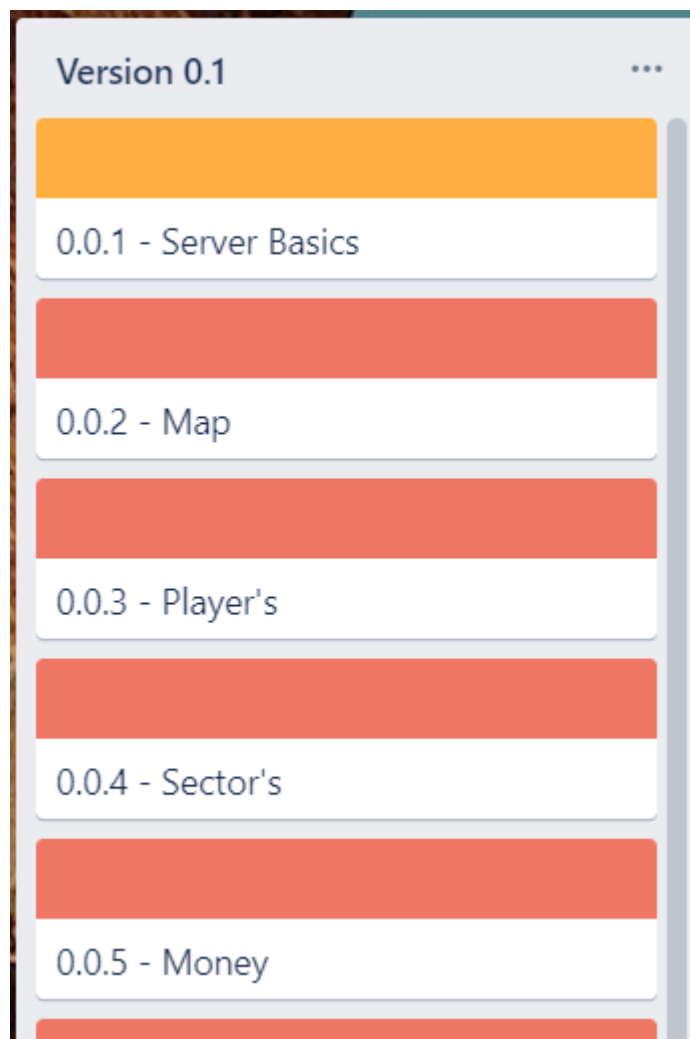 Version 0.1
0.0.1 - Server Basics
0.0.2 - Map
0.0.3 - Player's
0.0.4 - Sector's
0.0.5 - Money